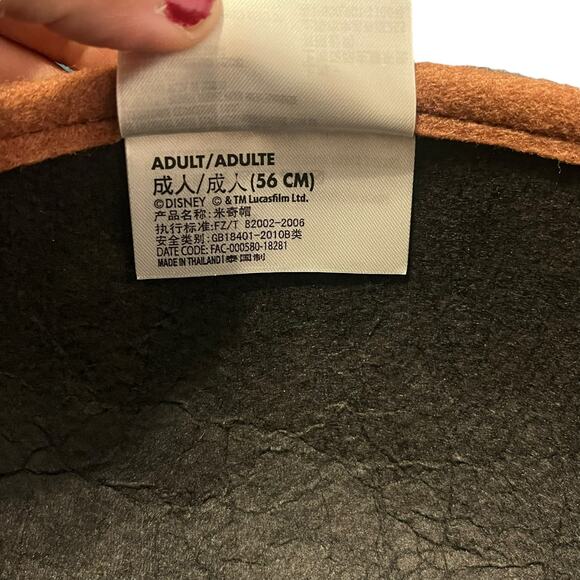 ADULT/ADULTE
成人/成人(56 CM)
©DISNEY © & TM Lucasfilm Ltd.
产品名称:米奇帽
执行标准:FZ/T 82002-2006
安全类别:GB18401-2010B类
DATE CODE: FAC-000580-18281
MADE IN THAILAND/泰国制